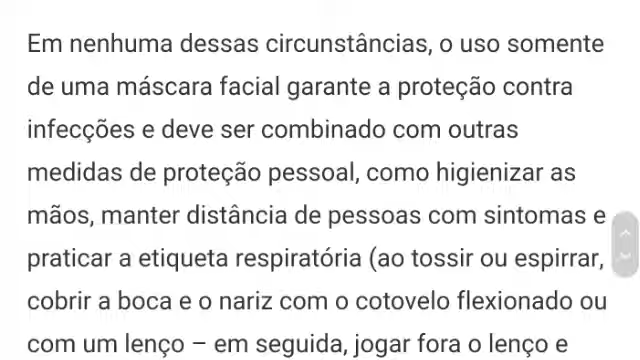 Em nenhuma dessas circunstâncias, o uso somente
de uma máscara facial garante a proteção contra
infecções e deve ser combinado com outras
medidas de proteção pessoal, como higienizar as
mãos, manter distância de pessoas com sintomas e
praticar a etiqueta respiratória (ao tossir ou espirrar,
cobrir a boca e o nariz com o cotovelo flexionado ou
com um lenço – em seguida, jogar fora o lenço e